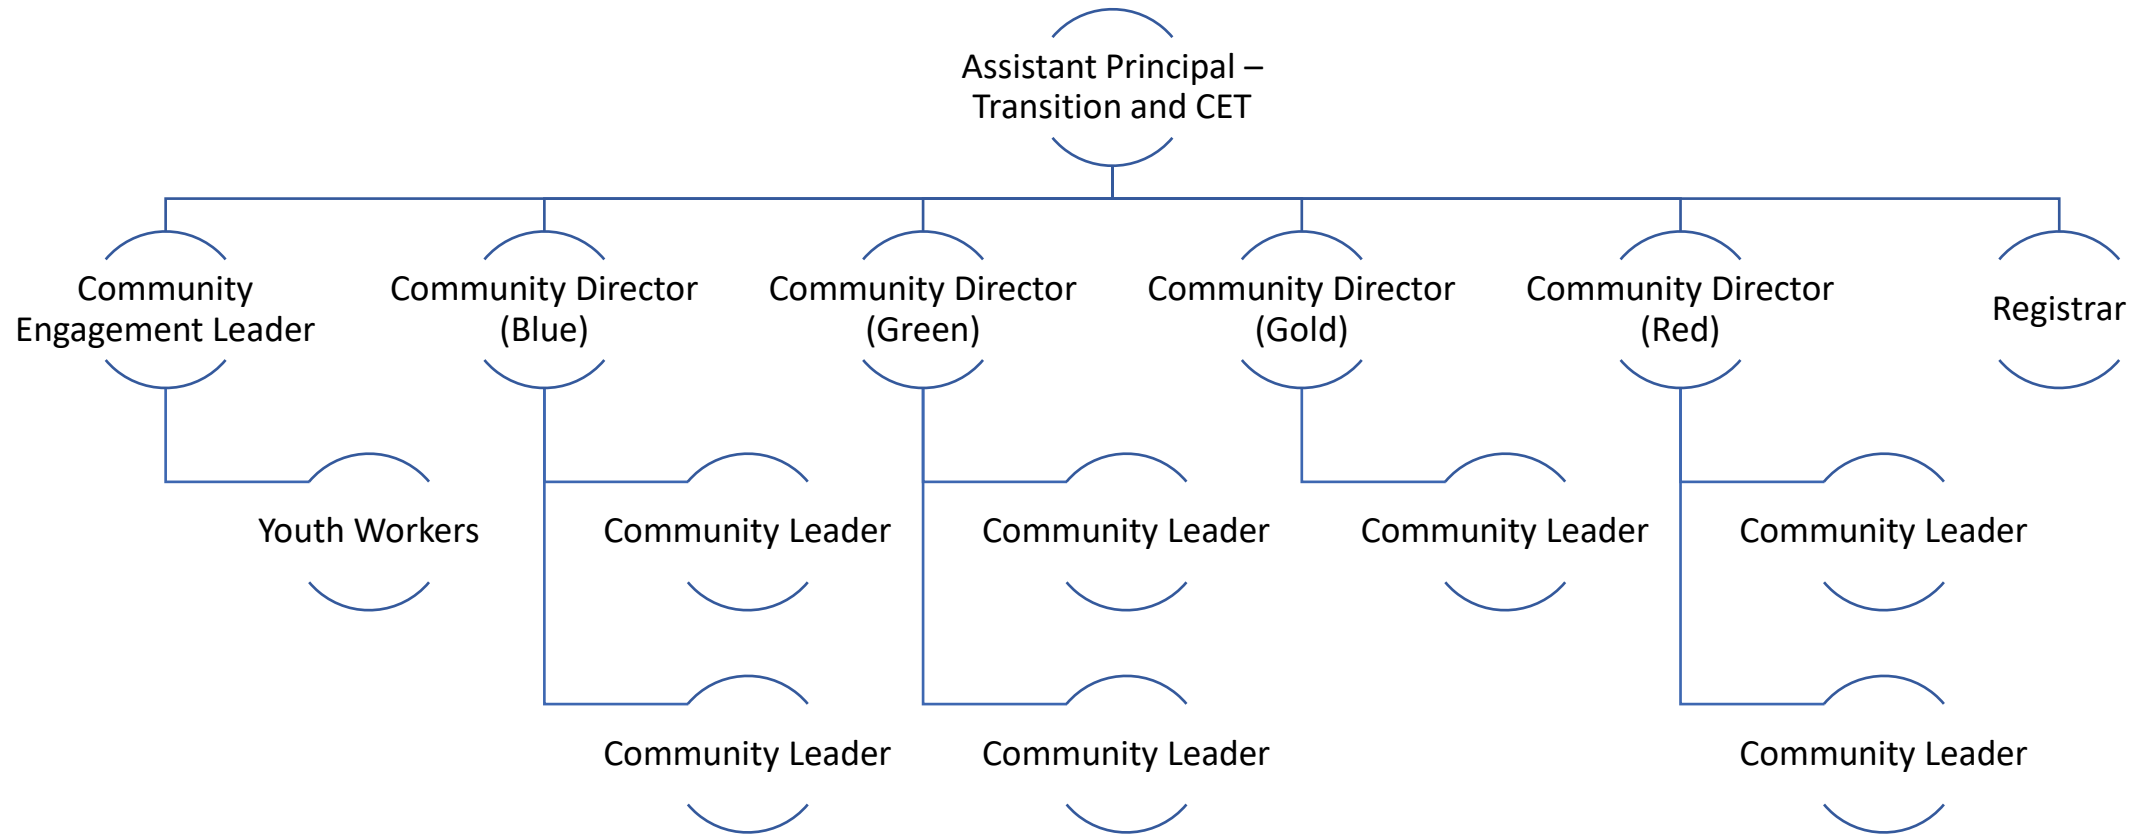 Assistant Principal –
Transition and CET
Community
Engagement Leader
Community Director
(Blue)
Community Director
(Green)
Community Director
(Gold)
Community Director
(Red)
Registrar
Youth Workers
Community Leader
Community Leader
Community Leader
Community Leader
Community Leader
Community Leader
Community Leader